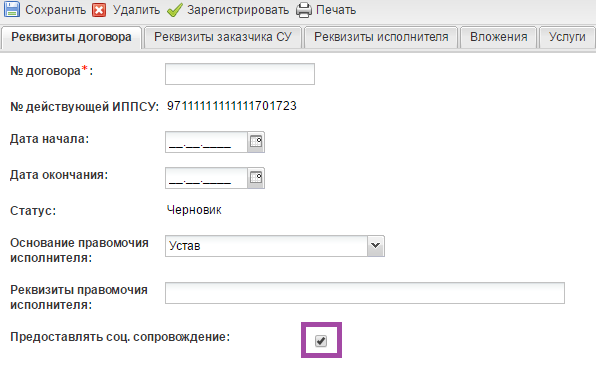 Сохранить Удалить Зарегистрировать Печать
Реквизиты договора Реквизиты заказчика СУ Реквизиты исполнителя Вложения Услуги
№ договора*:
№ действующей ИППСУ: 97111111111111701723
Дата начала: __.__.____
Дата окончания: __.__.____
Статус: Черновик
Основание правомочия
исполнителя: Устав
Реквизиты правомочия
исполнителя:
Предоставлять соц. сопровождение: